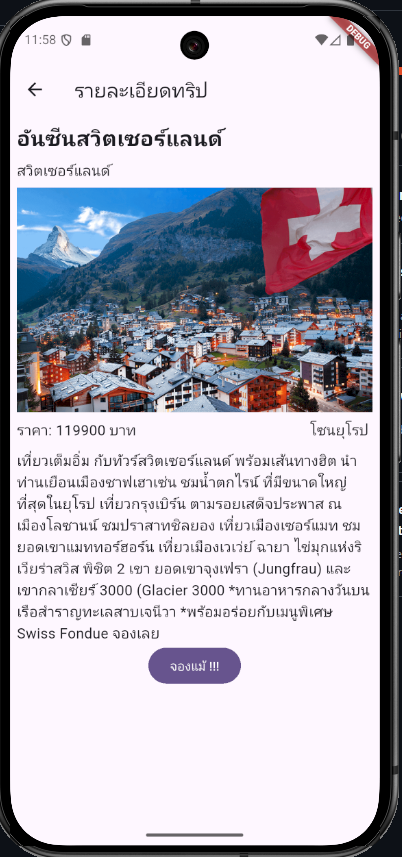 11:58
DEBUG
รายละเอียดทริป
อันซีนสวิตเซอร์แลนด์
สวิตเซอร์แลนด์
ราคา: 119900 บาท
โซนยุโรป
เที่ยวเต็มอิ่ม กับทัวร์สวิตเซอร์แลนด์ พร้อมเส้นทางฮิต นำ
ท่านเยือนเมืองชาฟเฮาเซ่น ชมน้ำตกไรน์ ที่มีขนาดใหญ่
ที่สุดในยุโรป เที่ยวกรุงเบิร์น ตามรอยเสด็จประพาส ณ
เมืองโลซานน์ ชมปราสาทชิลยอง เที่ยวเมืองเซอร์แมท ชม
ยอดเขาแมททอร์ฮอร์น เที่ยวเมืองเวเว่ย์ ฉายา ไข่มุกแห่งริ
เวียร่าสวิส พิชิต 2 เขา ยอดเขาจุงเฟรา (Jungfrau) และ
เขากลาเซียร์ 3000 (Glacier 3000 *ทานอาหารกลางวันบน
เรือสำราญทะเลสาบเจนีวา *พร้อมอร่อยกับเมนูพิเศษ
Swiss Fondue จองเลย
จองแม้ !!!